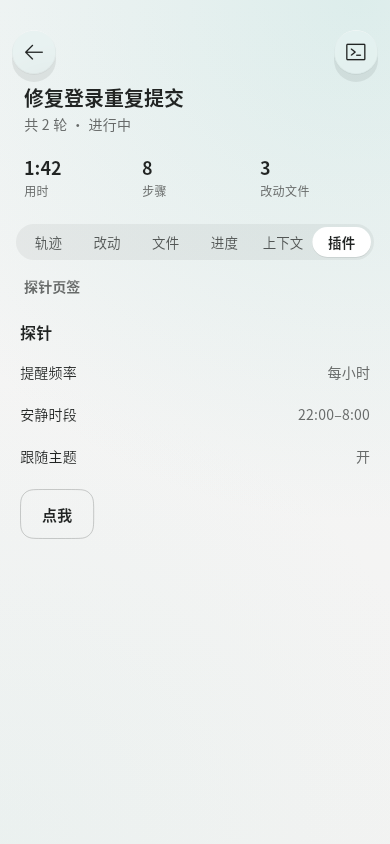 修复登录重复提交
共 2 轮 · 进行中
1:42 8 3
用时 步骤 改动文件
轨迹 改动 文件 进度 上下文 插件
探针页签
探针
提醒频率 每小时
安静时段 22:00–8:00
跟随主题 开
点我